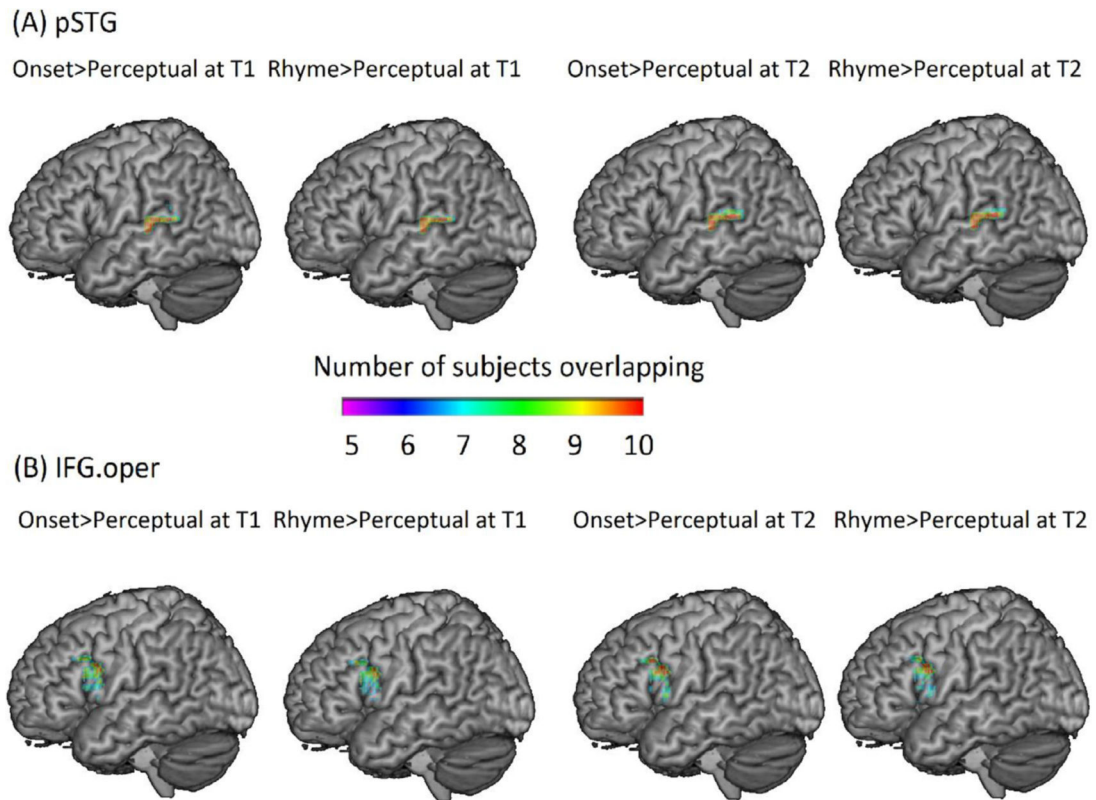 (A) pSTG
Onset>Perceptual at T1 Rhyme>Perceptual at T1 Onset>Perceptual at T2 Rhyme>Perceptual at T2
Number of subjects overlapping
5 6 7 8 9 10
(B) IFG.oper
Onset>Perceptual at T1 Rhyme>Perceptual at T1 Onset>Perceptual at T2 Rhyme>Perceptual at T2